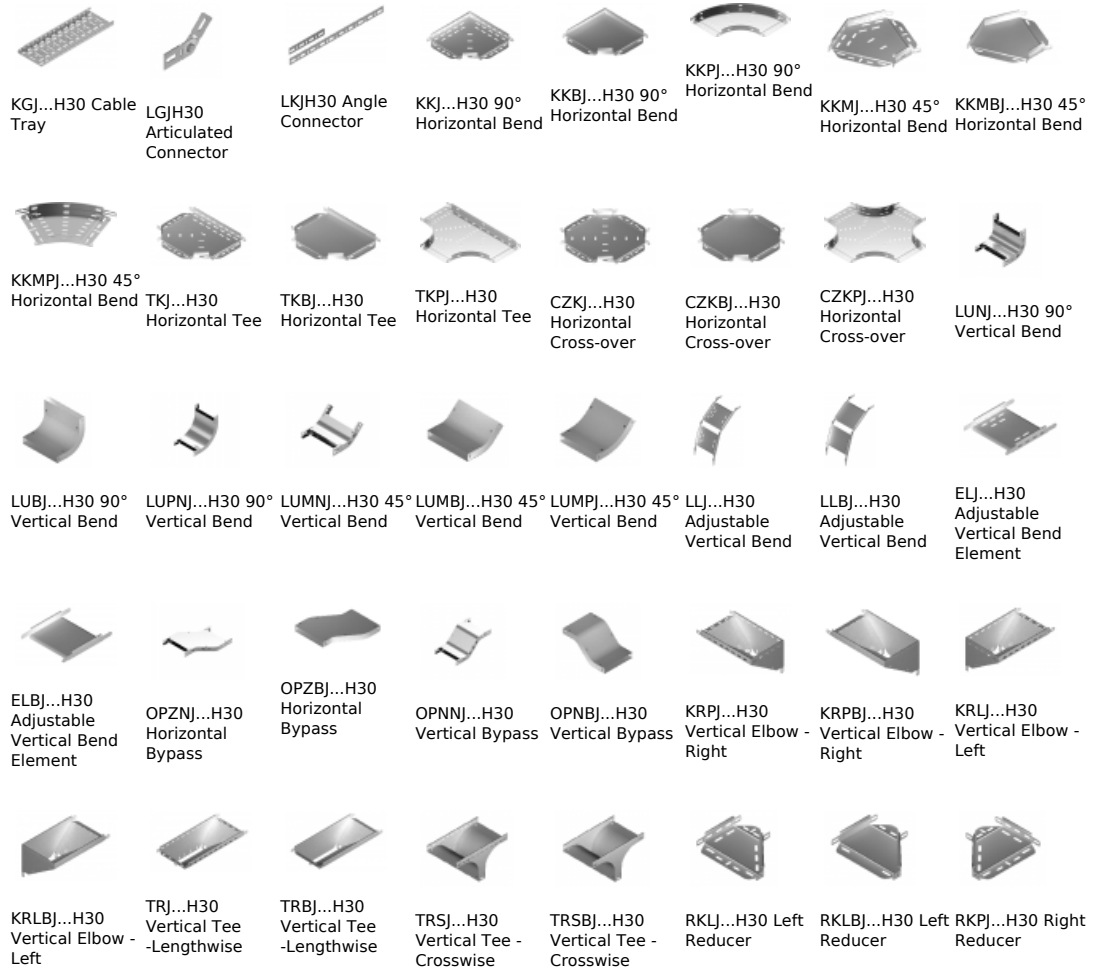 KGJ...H30 Cable
Tray
LGJH30
Articulated
Connector
LKJH30 Angle
Connector
KKJ...H30 90°
Horizontal Bend
KKBJ...H30 90°
Horizontal Bend
KKPJ...H30 90°
Horizontal Bend
KKMJ...H30 45°
Horizontal Bend
KKMBJ...H30 45°
Horizontal Bend
KKMPJ...H30 45°
Horizontal Bend
TKJ...H30
Horizontal Tee
TKBJ...H30
Horizontal Tee
TKPJ...H30
Horizontal Tee
CZKJ...H30
Horizontal
Cross-over
CZKBJ...H30
Horizontal
Cross-over
CZKPJ...H30
Horizontal
Cross-over
LUNJ...H30 90°
Vertical Bend
LUBJ...H30 90°
Vertical Bend
LUPNJ...H30 90°
Vertical Bend
LUMNJ...H30 45°
Vertical Bend
LUMBJ...H30 45°
Vertical Bend
LUMPJ...H30 45°
Vertical Bend
LLJ...H30
Adjustable
Vertical Bend
LLBJ...H30
Adjustable
Vertical Bend
ELJ...H30
Adjustable
Vertical Bend
Element
ELBJ...H30
Adjustable
Vertical Bend
Element
OPZNJ...H30
Horizontal
Bypass
OPZBJ...H30
Horizontal
Bypass
OPNNJ...H30
Vertical Bypass
OPNBJ...H30
Vertical Bypass
KRPJ...H30
Vertical Elbow -
Right
KRPBJ...H30
Vertical Elbow -
Right
KRLJ...H30
Vertical Elbow -
Left
KRLBJ...H30
Vertical Elbow -
Left
TRJ...H30
Vertical Tee
-Lengthwise
TRBJ...H30
Vertical Tee
-Lengthwise
TRSJ...H30
Vertical Tee -
Crosswise
TRSBJ...H30
Vertical Tee -
Crosswise
RKLJ...H30 Left
Reducer
RKLBJ...H30 Left
Reducer
RKPJ...H30 Right
Reducer